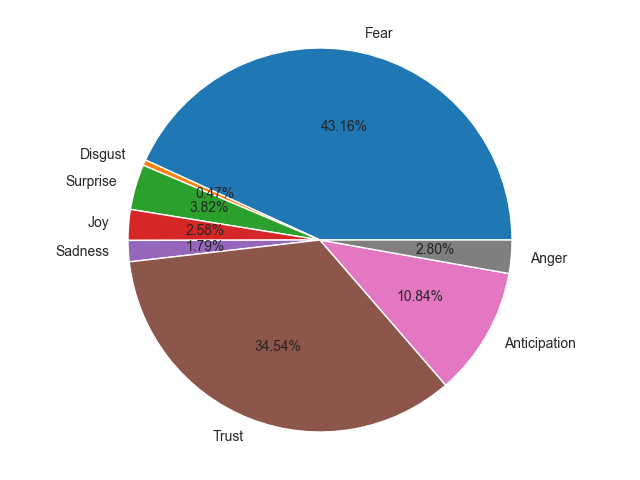 Fear
43.16%
Disgust
Surprise
0.47%
3.82%
Joy
2.58%
Sadness
1.79%
2.80%
Anger
10.84%
Anticipation
34.54%
Trust